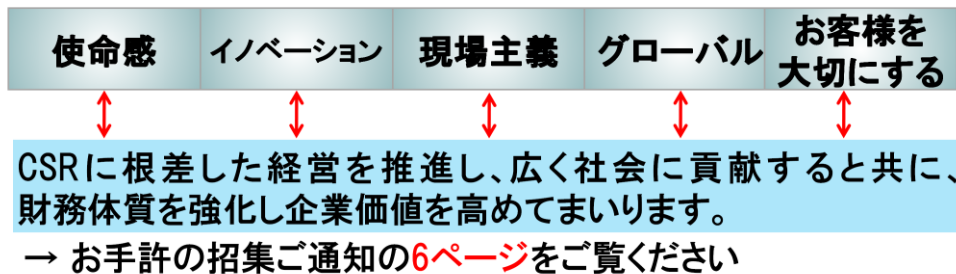 使命感 イノベーション 現場主義 グローバル お客様を
大切にする
CSRに根差した経営を推進し、広く社会に貢献すると共に、
財務体質を強化し企業価値を高めてまいります。
→ お手許の招集ご通知の6ページをご覧ください